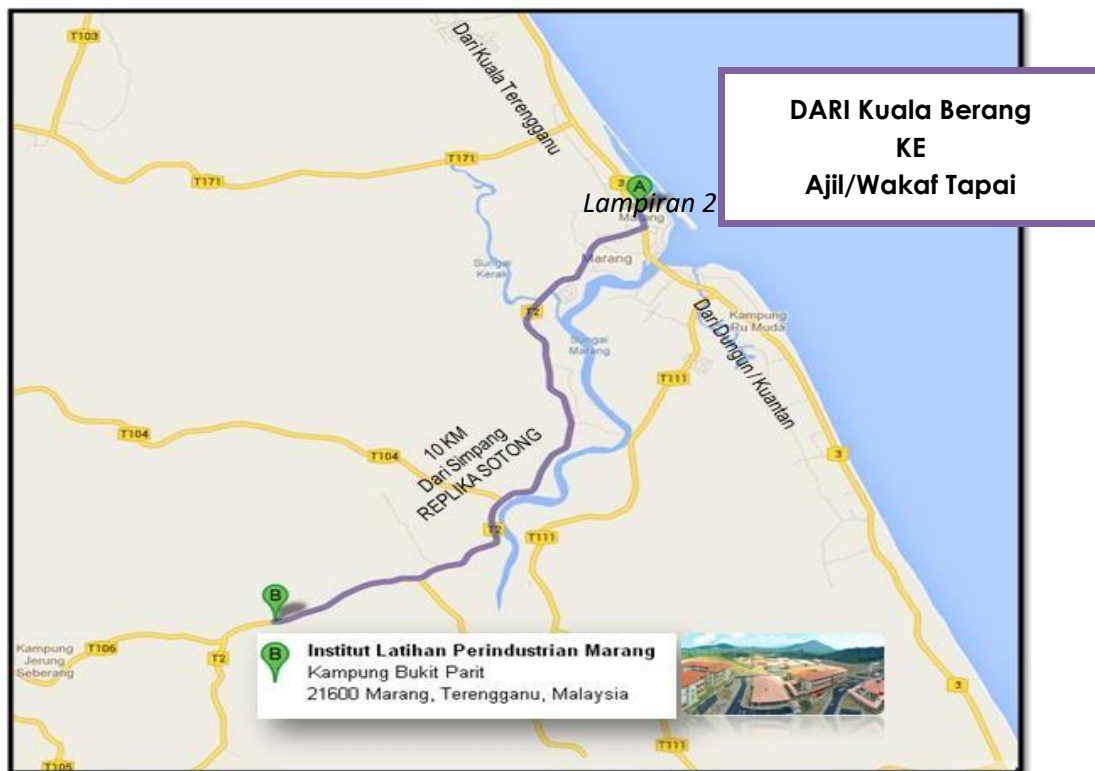 T103
Dari Kuala Terengganu
DARI Kuala Berang
KE
Ajil/Wakaf Tapai
T171
T171
3
A
Lampiran 2
Marang
Marang
Sungai
Kerak
T2
Kampung
Ru Muda
Sungai
Marang
Dari Dungun / Kuantan
T111
T104
T104
10 KM
Dari Simpang
REPLIKA SOTONG
3
T2
T111
B
Kampung
Jerung
Seberang
T106
T2
B
Institut Latihan Perindustrian Marang
Kampung Bukit Parit
21600 Marang, Terengganu, Malaysia
3
T111
T105